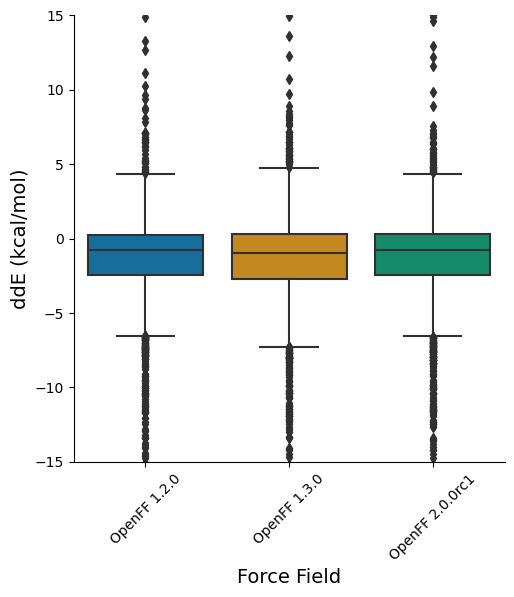 15
10
5
0
−5
−10
−15
ddE (kcal/mol)
OpenFF 1.2.0
OpenFF 1.3.0
OpenFF 2.0.0rc1
Force Field